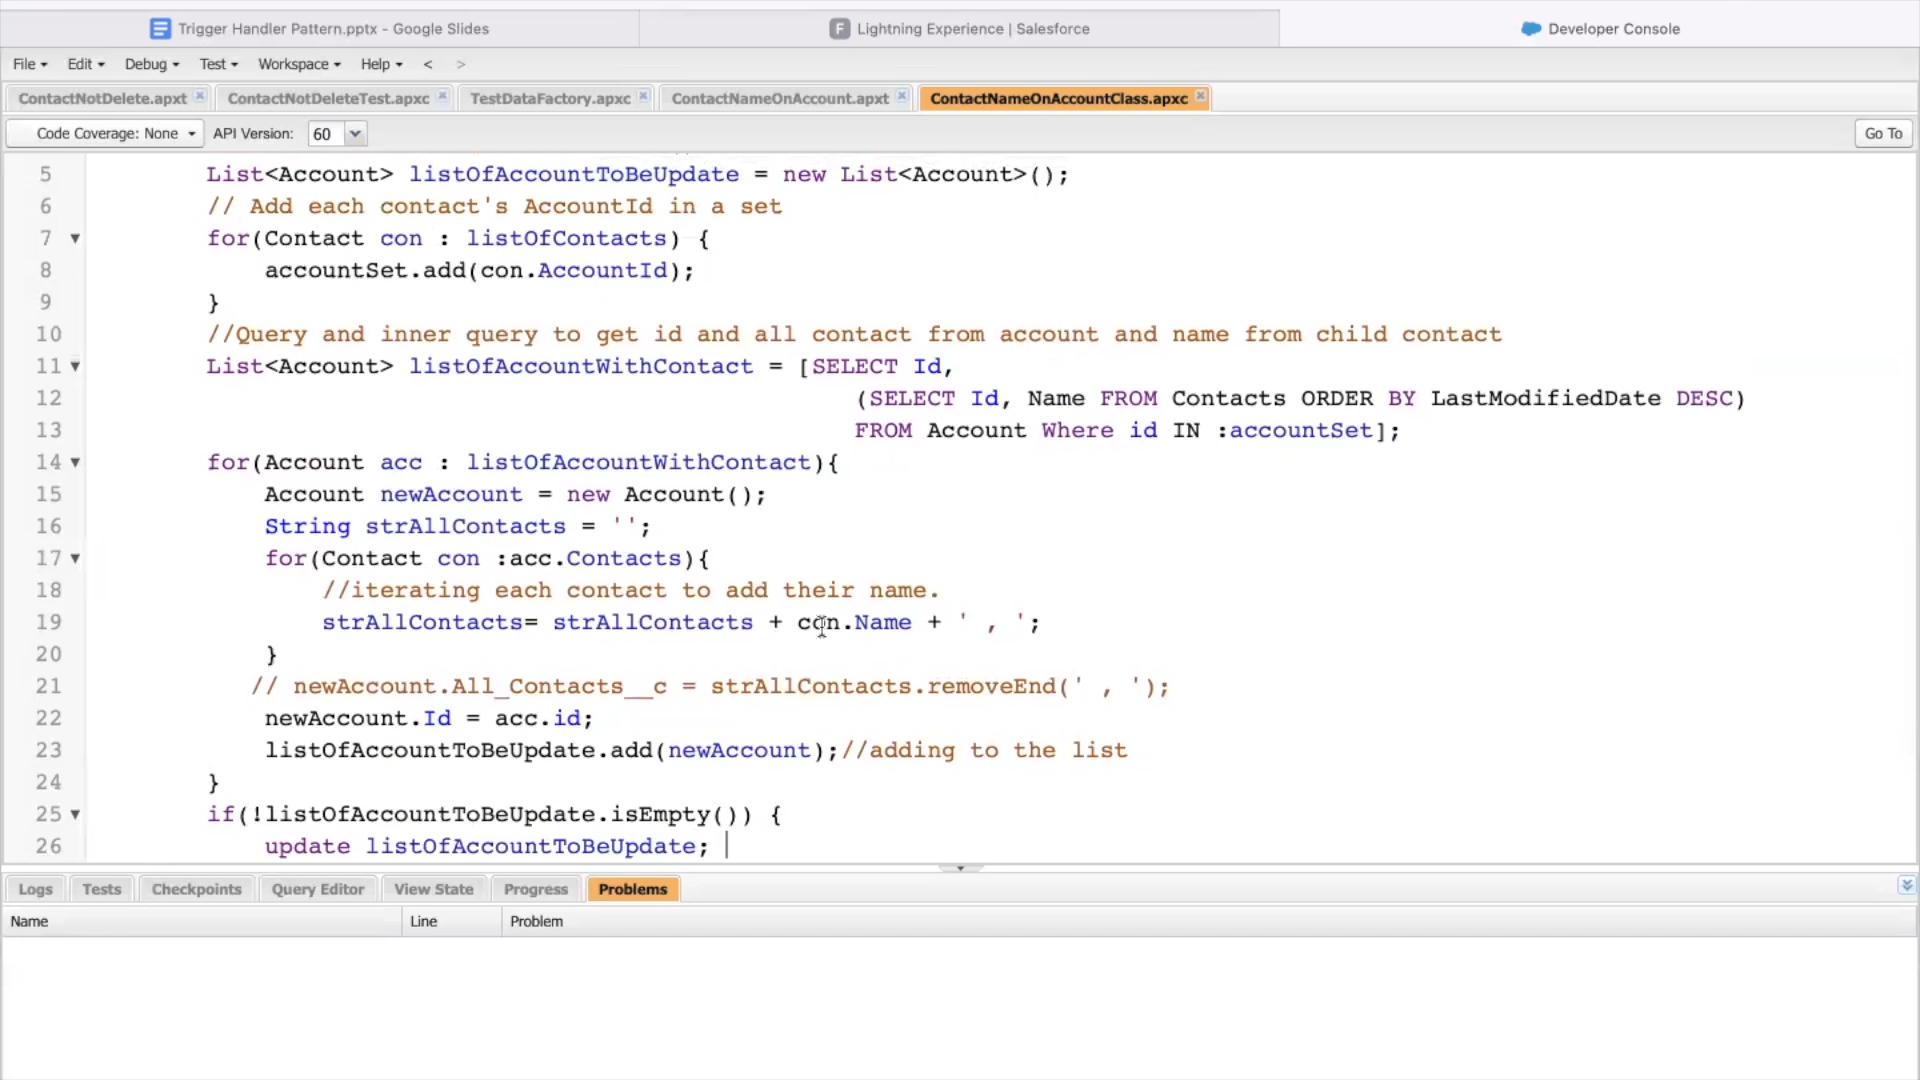 Trigger Handler Pattern.pptx - Google Slides
F Lightning Experience | Salesforce
Developer Console
File Edit Debug Test Workspace Help < >
ContactNotDelete.apxt ContactNotDeleteTest.apxc TestDataFactory.apxc ContactNameOnAccount.apxt ContactNameOnAccountClass.apxc
Code Coverage: None API Version: 60 Go To
5 List<Account> listOfAccountToBeUpdate = new List<Account>();
6 // Add each contact's AccountId in a set
7 for(Contact con : listOfContacts) {
8 accountSet.add(con.AccountId);
9 }
10 //Query and inner query to get id and all contact from account and name from child contact
11 List<Account> listOfAccountWithContact = [SELECT Id,
12 (SELECT Id, Name FROM Contacts ORDER BY LastModifiedDate DESC)
13 FROM Account Where id IN :accountSet];
14 for(Account acc : listOfAccountWithContact){
15 Account newAccount = new Account();
16 String strAllContacts = '';
17 for(Contact con :acc.Contacts){
18 //iterating each contact to add their name.
19 strAllContacts= strAllContacts + con.Name + ' , ';
20 }
21 // newAccount.All_Contacts__c = strAllContacts.removeEnd(' , ');
22 newAccount.Id = acc.id;
23 listOfAccountToBeUpdate.add(newAccount);//adding to the list
24 }
25 if(!listOfAccountToBeUpdate.isEmpty()) {
26 update listOfAccountToBeUpdate;
Logs Tests Checkpoints Query Editor View State Progress Problems
Name Line Problem